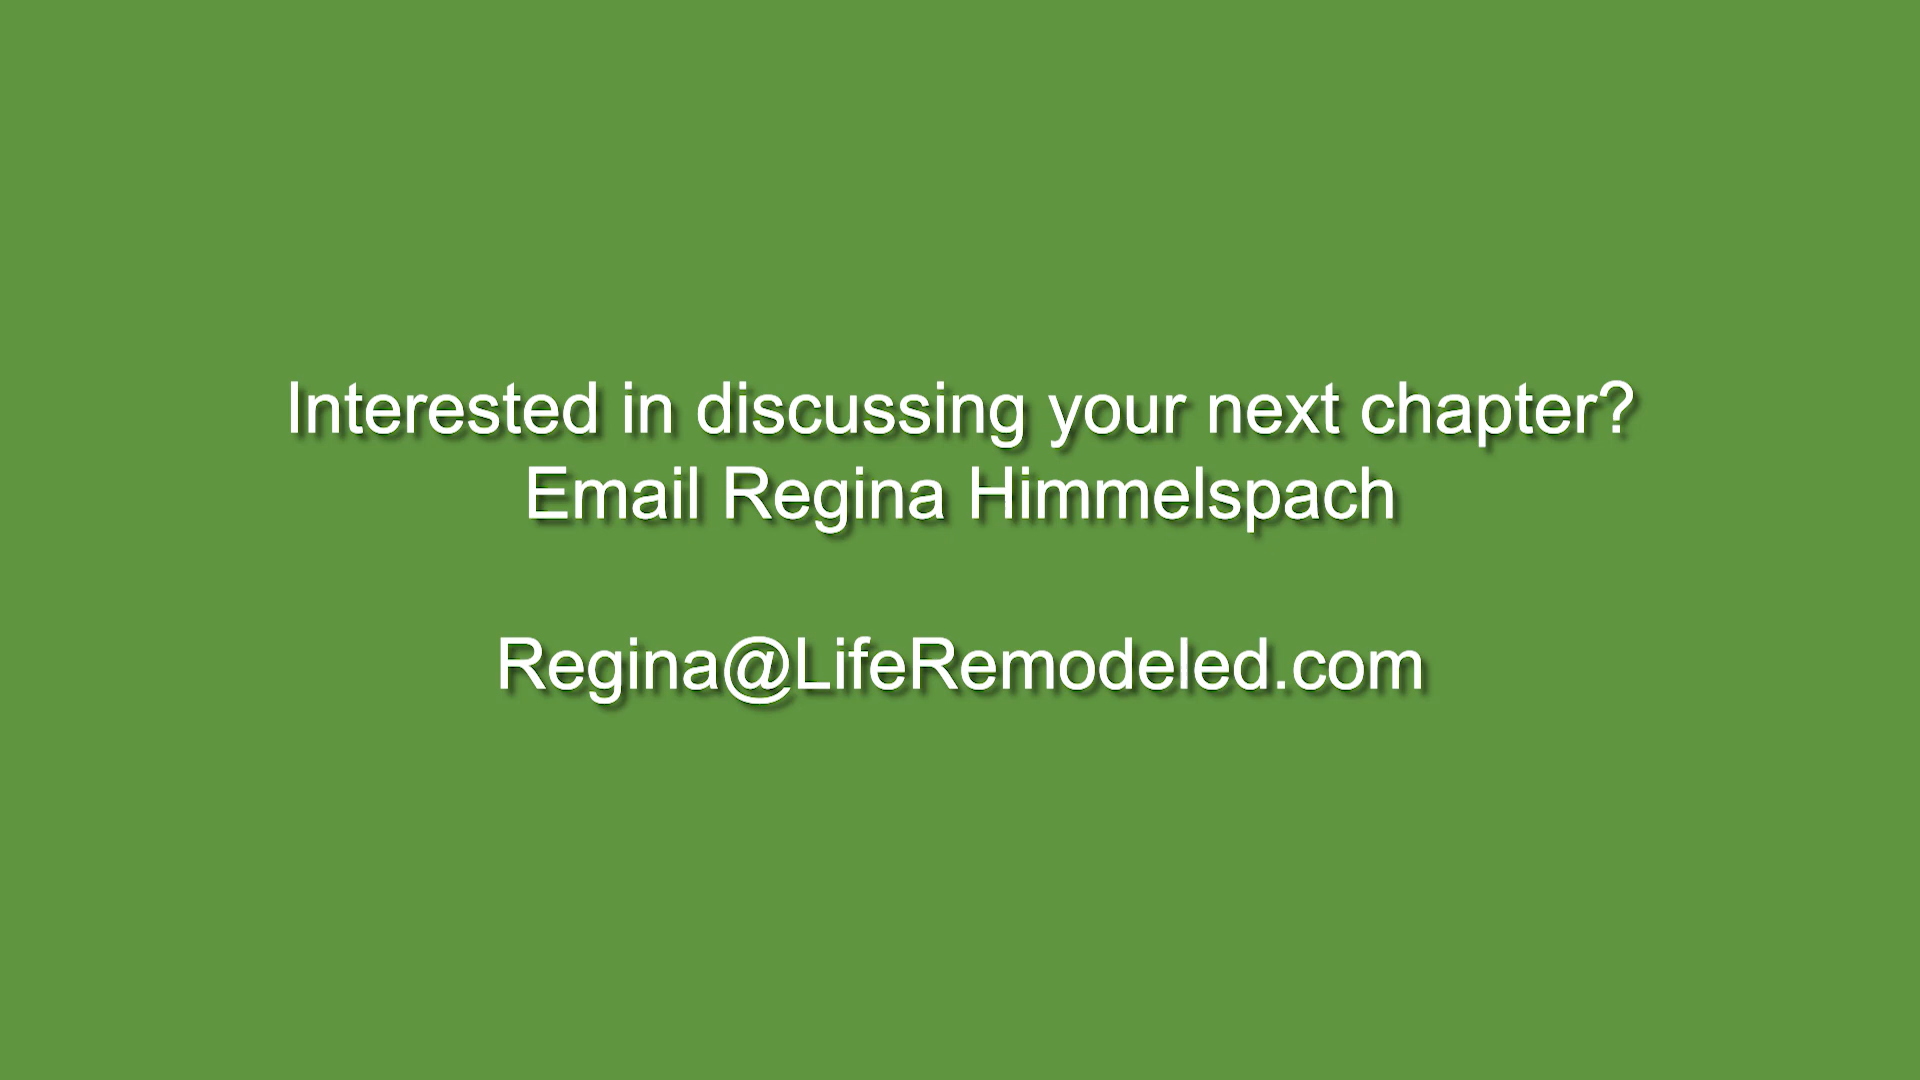 Interested in discussing your next chapter?
Email Regina Himmelspach
Regina@LifeRemodeled.com